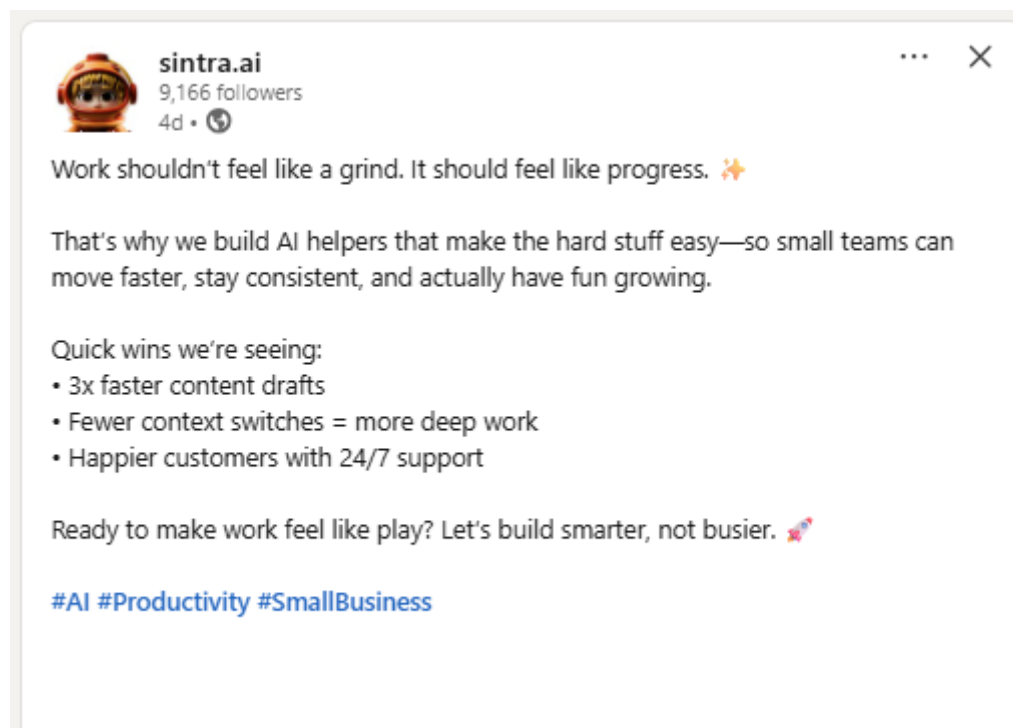 sintra.ai
9,166 followers
4d •
Work shouldn't feel like a grind. It should feel like progress. ✨
That's why we build AI helpers that make the hard stuff easy—so small teams can
move faster, stay consistent, and actually have fun growing.
Quick wins we're seeing:
• 3x faster content drafts
• Fewer context switches = more deep work
• Happier customers with 24/7 support
Ready to make work feel like play? Let's build smarter, not busier. 🚀
#AI #Productivity #SmallBusiness